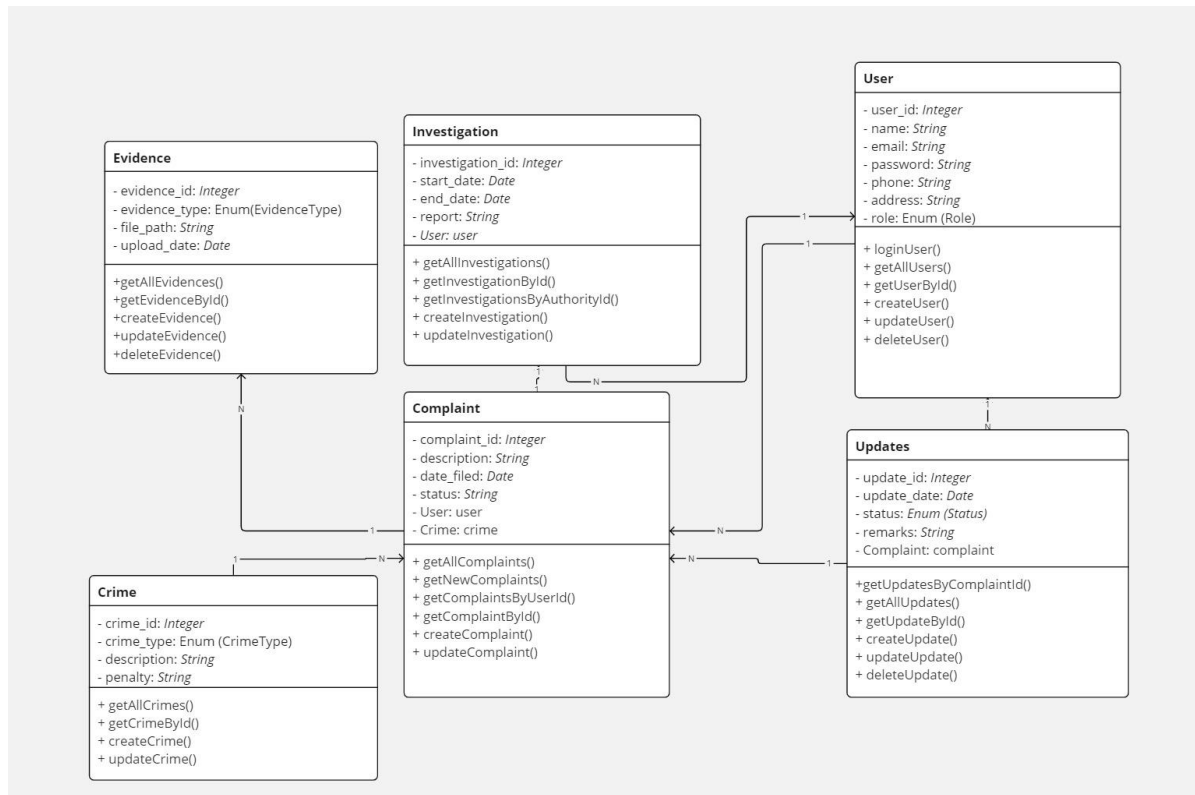 Evidence
- evidence_id: Integer
- evidence_type: Enum(EvidenceType)
- file_path: String
- upload_date: Date
+getAllEvidences()
+getEvidenceById()
+createEvidence()
+updateEvidence()
+deleteEvidence()
Investigation
- investigation_id: Integer
- start_date: Date
- end_date: Date
- report: String
- User: user
+ getAllInvestigations()
+ getInvestigationById()
+ getInvestigationsByAuthorityId()
+ createInvestigation()
+ updateInvestigation()
User
- user_id: Integer
- name: String
- email: String
- password: String
- phone: String
- address: String
- role: Enum (Role)
+ loginUser()
+ getAllUsers()
+ getUserById()
+ createUser()
+ updateUser()
+ deleteUser()
1
1
1
1
N
N
1
N
Complaint
- complaint_id: Integer
- description: String
- date_filed: Date
- status: String
- User: user
- Crime: crime
+ getAllComplaints()
+ getNewComplaints()
+ getComplaintsByUserId()
+ getComplaintById()
+ createComplaint()
+ updateComplaint()
Updates
- update_id: Integer
- update_date: Date
- status: Enum (Status)
- remarks: String
- Complaint: complaint
+getUpdatesByComplaintId()
+ getAllUpdates()
+ getUpdateById()
+ createUpdate()
+ updateUpdate()
+ deleteUpdate()
1
N
1
N
N
1
Crime
- crime_id: Integer
- crime_type: Enum (CrimeType)
- description: String
- penalty: String
+ getAllCrimes()
+ getCrimeById()
+ createCrime()
+ updateCrime()